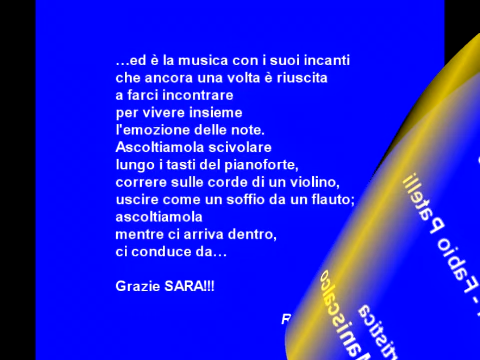 …ed è la musica con i suoi incanti
che ancora una volta è riuscita
a farci incontrare
per vivere insieme
l'emozione delle note.
Ascoltiamola scivolare
lungo i tasti del pianoforte,
correre sulle corde di un violino,
uscire come un soffio da un flauto;
ascoltiamola
mentre ci arriva dentro,
ci conduce da…
Grazie SARA!!!
- Fabio Patelli
Maniscalco